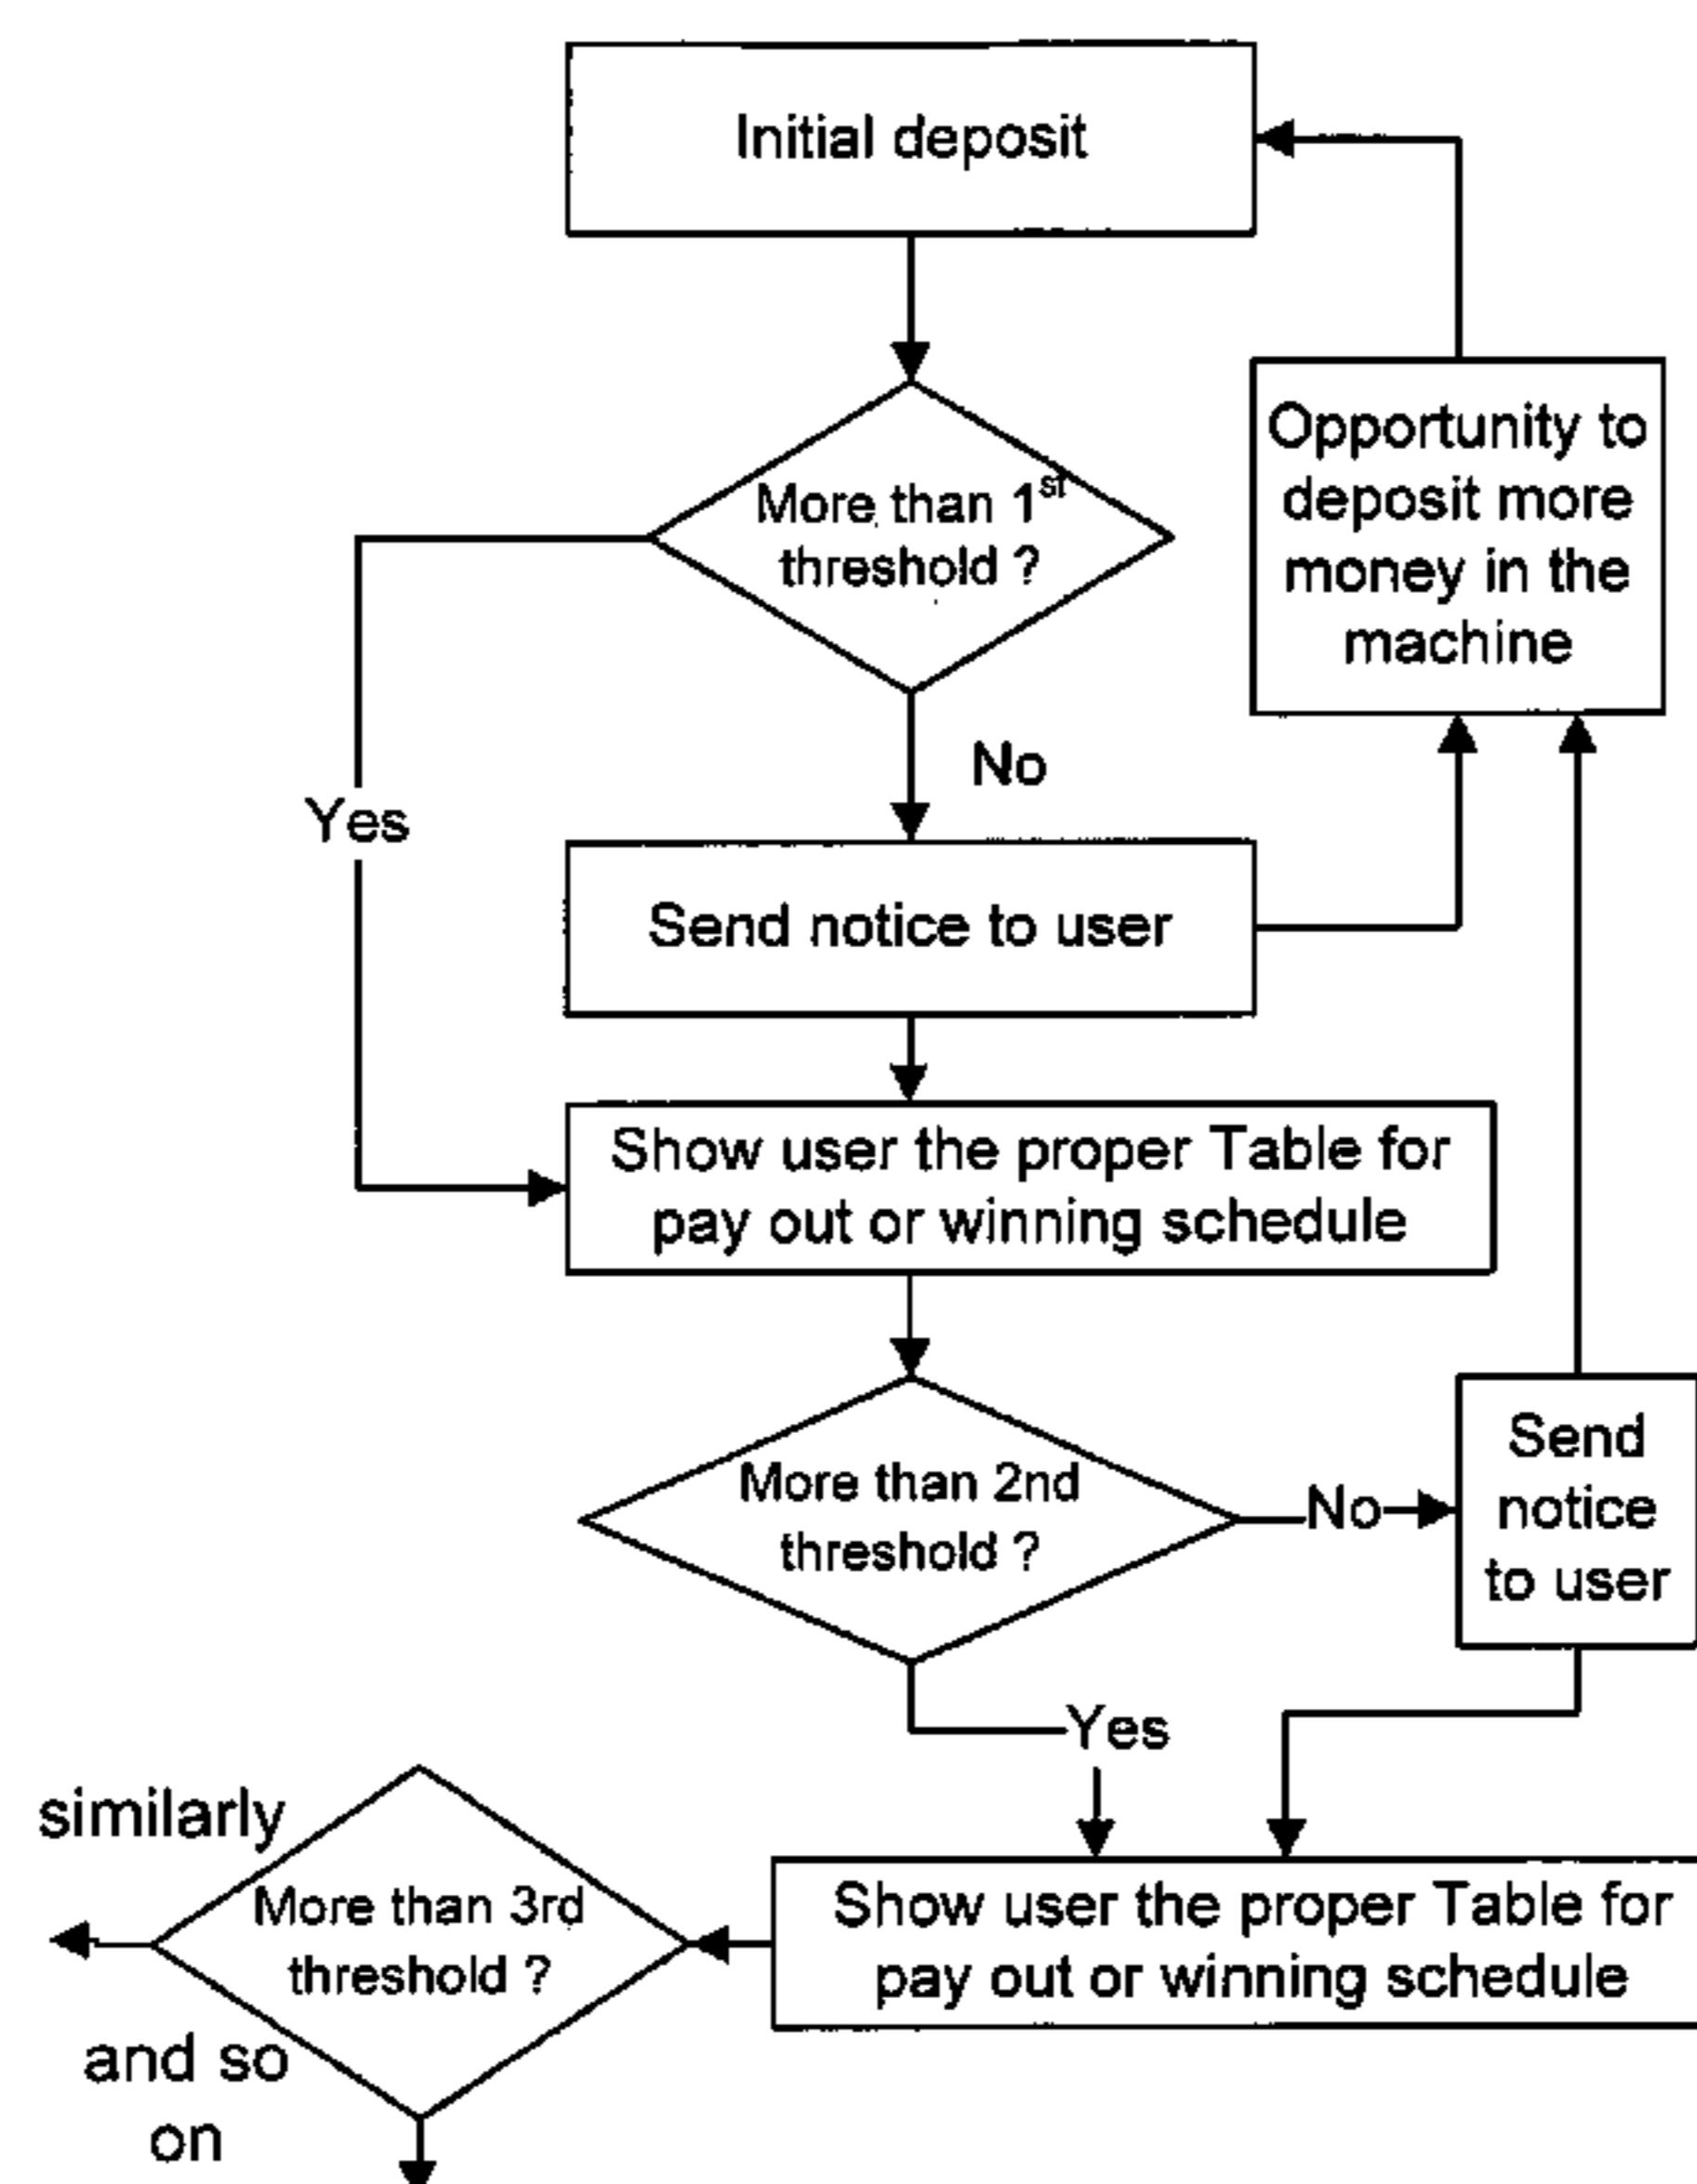 Initial deposit
Opportunity to
deposit more
money in the
machine
More than 1st
threshold ?
No
Yes
Send notice to user
Show user the proper Table for
pay out or winning schedule
More than 2nd
threshold ?
No
Send
notice
to user
Yes
similarly
More than 3rd
threshold ?
and so
on
Show user the proper Table for
pay out or winning schedule